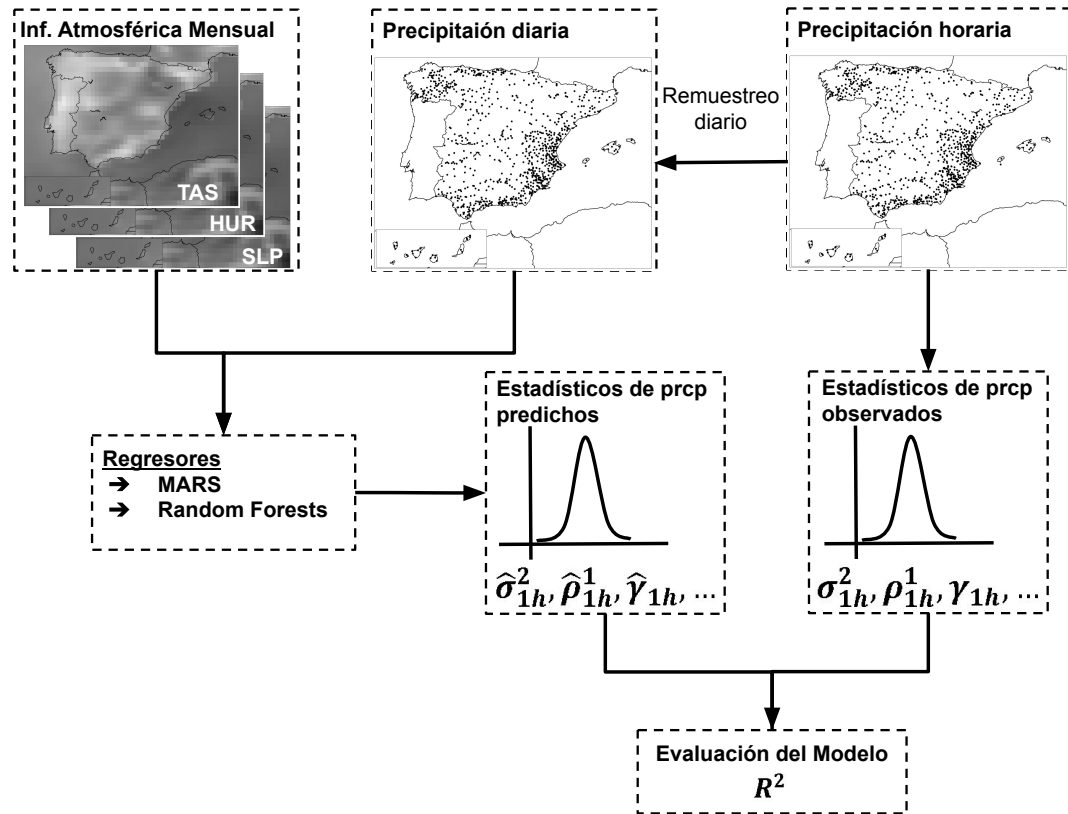 Inf. Atmosférica Mensual
TAS
HUR
SLP
Precipitaión diaria
Remuestreo
diario
Precipitación horaria
Regresores
➔ MARS
➔ Random Forests
Estadísticos de prcp
predichos
σ̂²₁ₕ, ρ̂¹₁ₕ, γ̂₁ₕ, ...
Estadísticos de prcp
observados
σ²₁ₕ, ρ¹₁ₕ, γ₁ₕ, ...
Evaluación del Modelo
R²